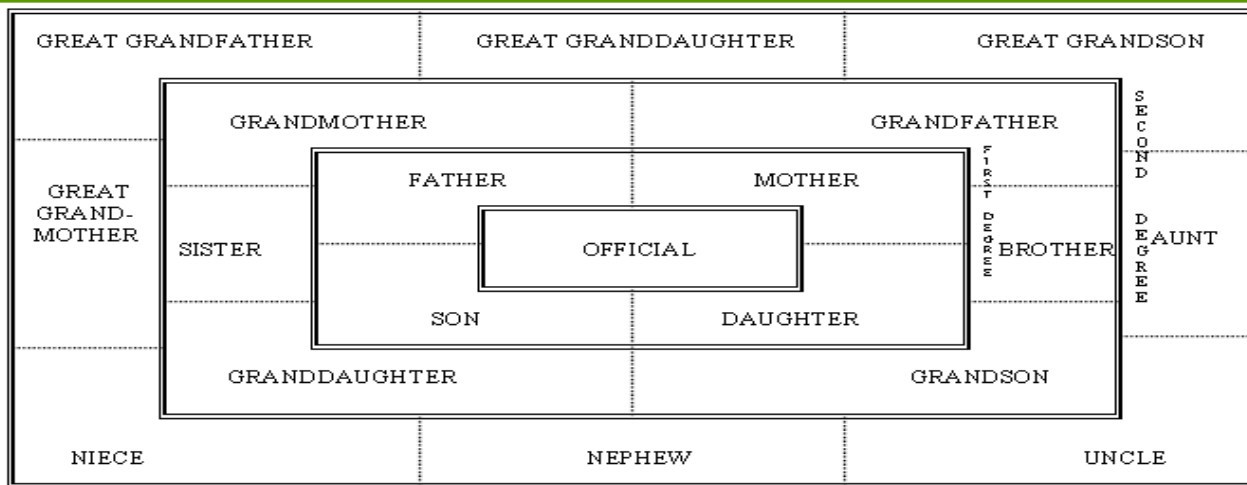 GREAT GRANDFATHER
GREAT GRANDDAUGHTER
GREAT GRANDSON
GRANDMOTHER
GRANDFATHER
SECOND DEGREE
FATHER
MOTHER
FIRST DEGREE
GREAT
GRAND-
MOTHER
SISTER
OFFICIAL
BROTHER
AUNT
SON
DAUGHTER
GRANDDAUGHTER
GRANDSON
NIECE
NEPHEW
UNCLE